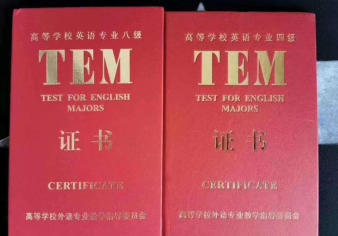 高等学校英语专业八级
TEM
TEST FOR ENGLISH
MAJORS
证书
CERTIFICATE
高等学校外语专业教学指导委员会
高等学校英语专业四级
TEM
TEST FOR ENGLISH
MAJORS
证书
CERTIFICATE
高等学校外语专业教学指导委员会